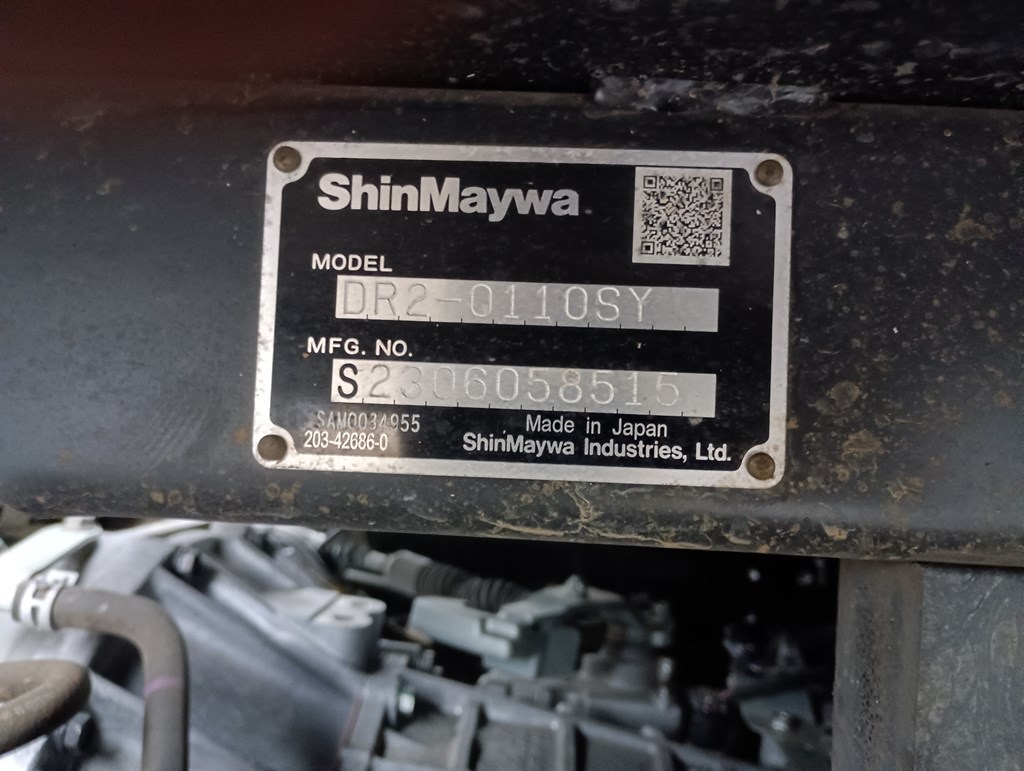 ShinMaywa
MODEL
DR2-0110SY
MFG. NO.
S2306058515
SAM0034955
203-42686-0
Made in Japan
ShinMaywa Industries, Ltd.